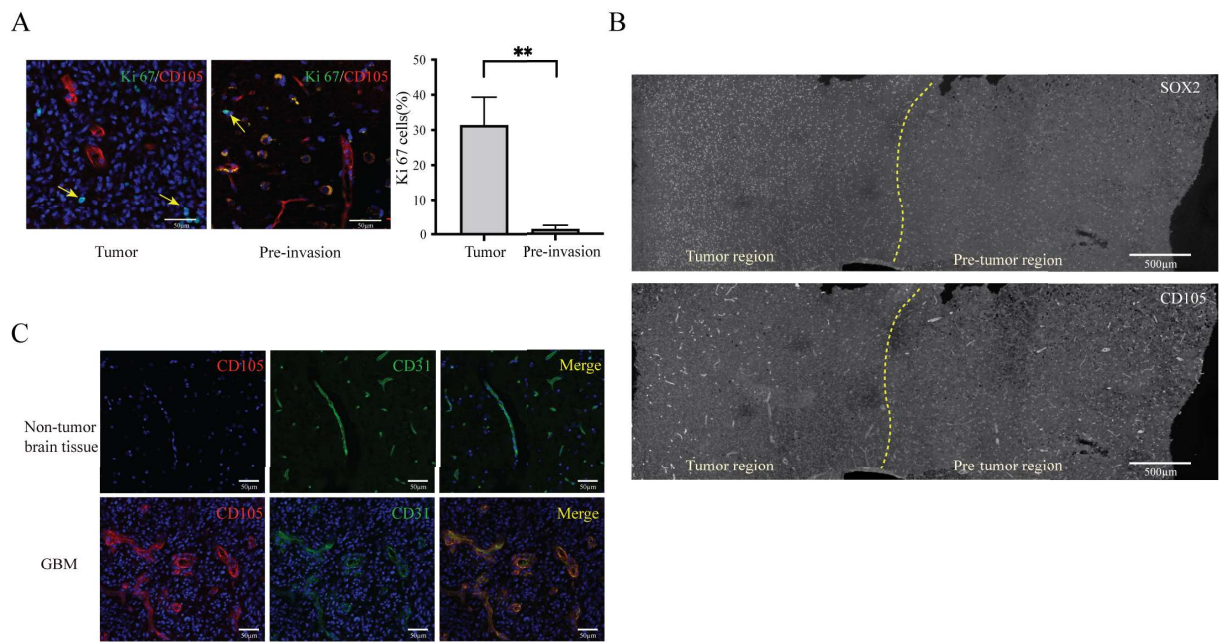 A
Ki 67/CD105
50µm
Tumor
Ki 67/CD105
50µm
Pre-invasion
Ki 67 cells(%)
50
40
30
20
10
0
**
Tumor
Pre-invasion
B
SOX2
Tumor region
Pre-tumor region
500µm
CD105
Tumor region
Pre-tumor region
500µm
C
Non-tumor
brain tissue
CD105
50µm
CD31
50µm
Merge
50µm
GBM
CD105
50µm
CD31
50µm
Merge
50µm